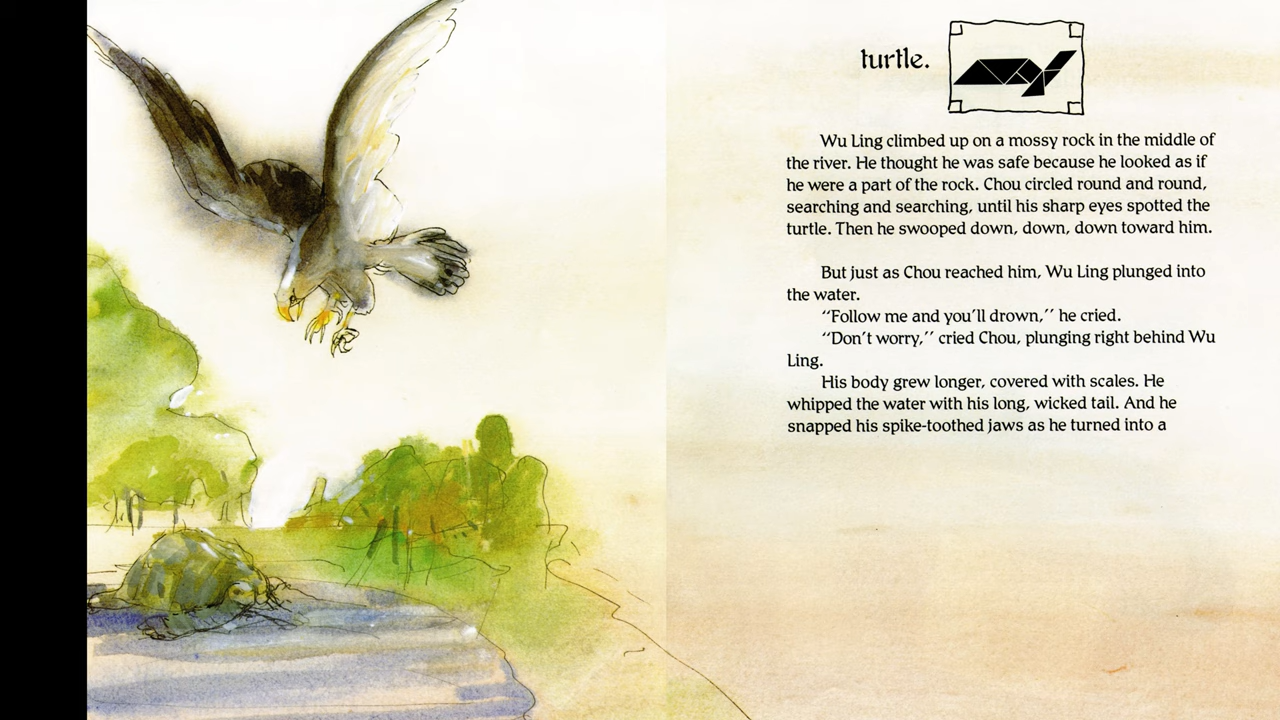 turtle.
Wu Ling climbed up on a mossy rock in the middle of
the river. He thought he was safe because he looked as if
he were a part of the rock. Chou circled round and round,
searching and searching, until his sharp eyes spotted the
turtle. Then he swooped down, down, down toward him.
But just as Chou reached him, Wu Ling plunged into
the water.
“Follow me and you’ll drown,” he cried.
“Don’t worry,” cried Chou, plunging right behind Wu
Ling.
His body grew longer, covered with scales. He
whipped the water with his long, wicked tail. And he
snapped his spike-toothed jaws as he turned into a